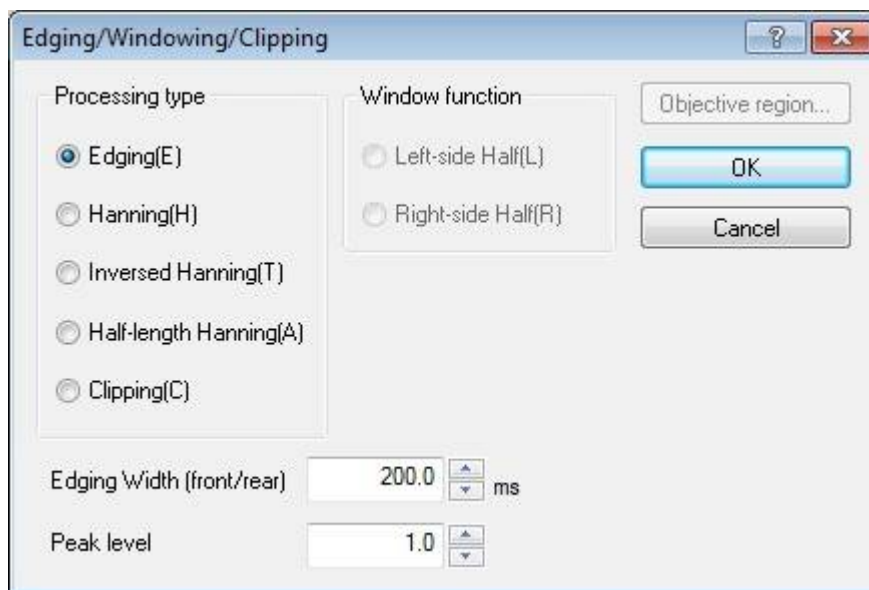 Edging/Windowing/Clipping
Processing type
Edging(E)
Hanning(H)
Inversed Hanning(T)
Half-length Hanning(A)
Clipping(C)
Window function
Left-side Half(L)
Right-side Half(R)
Objective region...
OK
Cancel
Edging Width (front/rear) 200.0 ms
Peak level 1.0